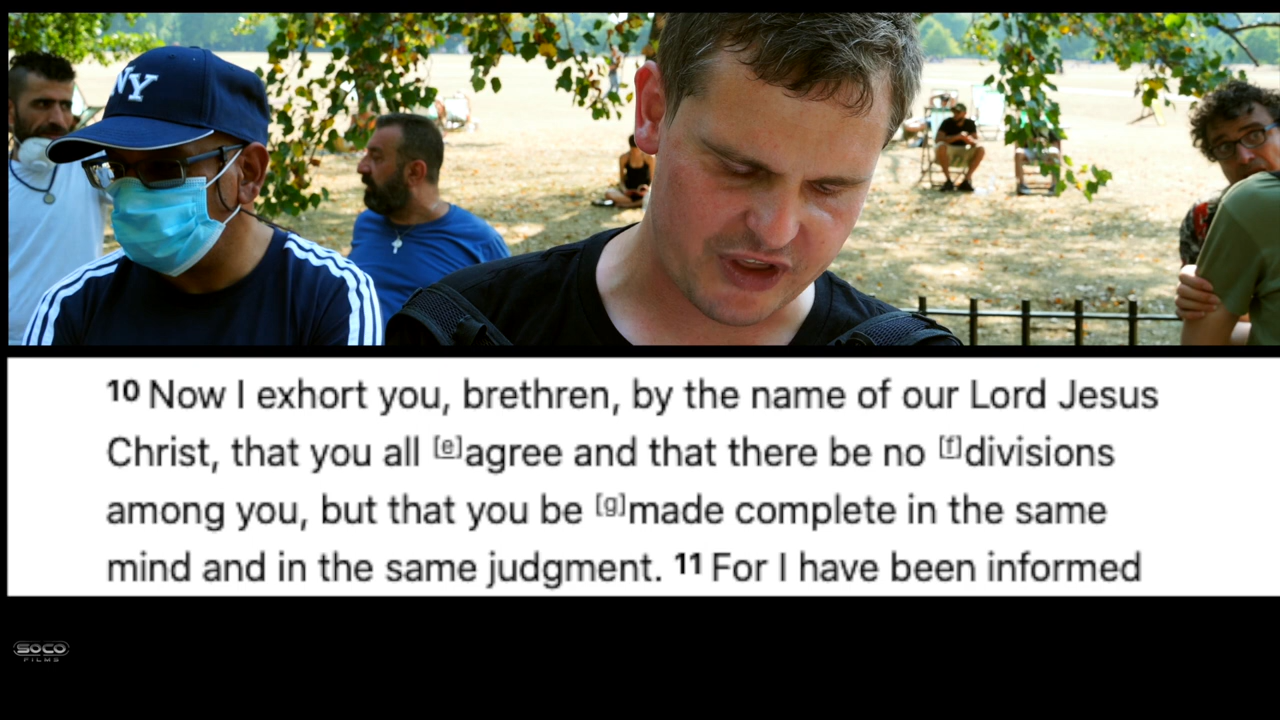 NY
10 Now I exhort you, brethren, by the name of our Lord Jesus
Christ, that you all [e]agree and that there be no [f]divisions
among you, but that you be [g]made complete in the same
mind and in the same judgment. 11 For I have been informed
SOCO
FILMS